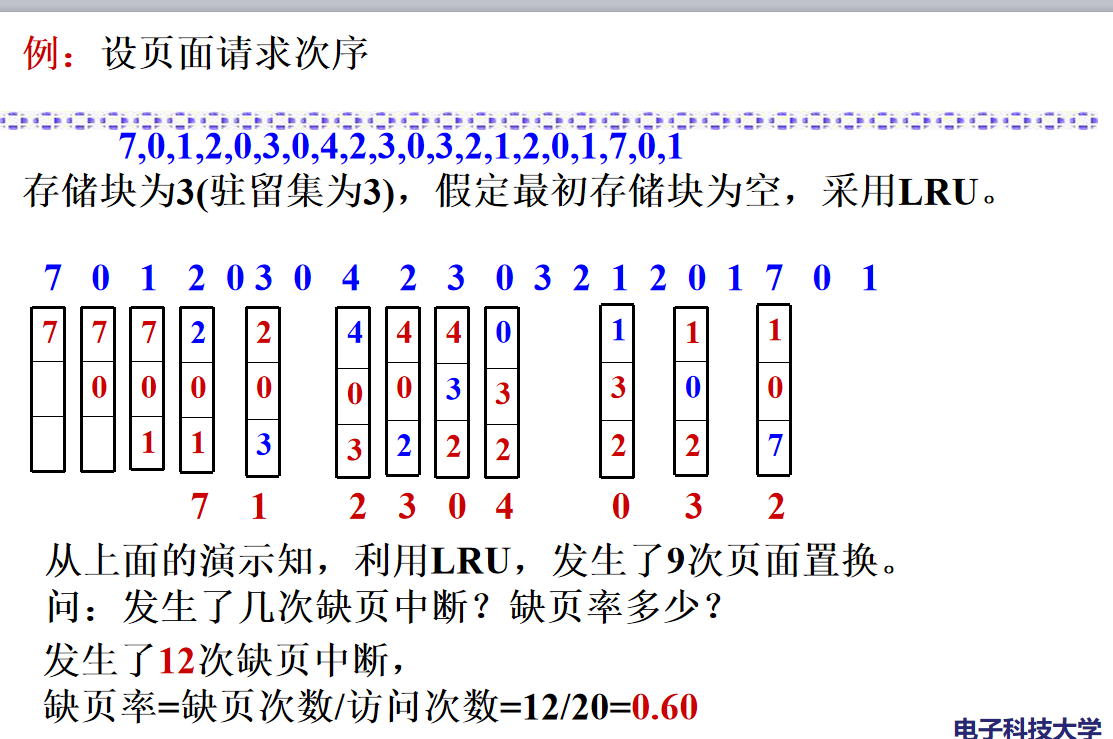 例：设页面请求次序
7,0,1,2,0,3,0,4,2,3,0,3,2,1,2,0,1,7,0,1
存储块为3(驻留集为3)，假定最初存储块为空，采用LRU。
7 0 1 2 0 3 0 4 2 3 0 3 2 1 2 0 1 7 0 1
7 7 7 2 2 4 4 4 0 1 1 1
0 0 0 0 0 0 3 3 3 0 0
1 1 3 3 2 2 2 2 2 7
7 1 2 3 0 4 0 3 2
从上面的演示知，利用LRU，发生了9次页面置换。
问：发生了几次缺页中断？缺页率多少？
发生了12次缺页中断，
缺页率=缺页次数/访问次数=12/20=0.60
电子科技大学